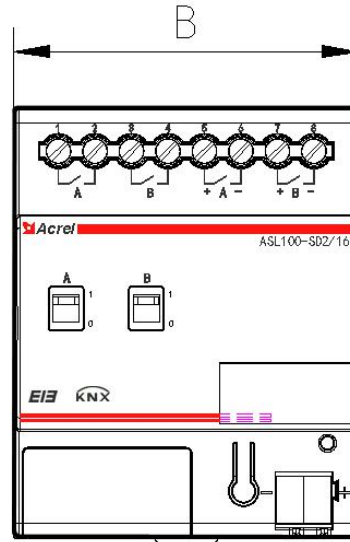 B
1 2 3 4 5 6 7 8
A B + A - + B -
Acrel
ASL100-SD2/16
A B
1 1
0 0
EIB KNX
- +